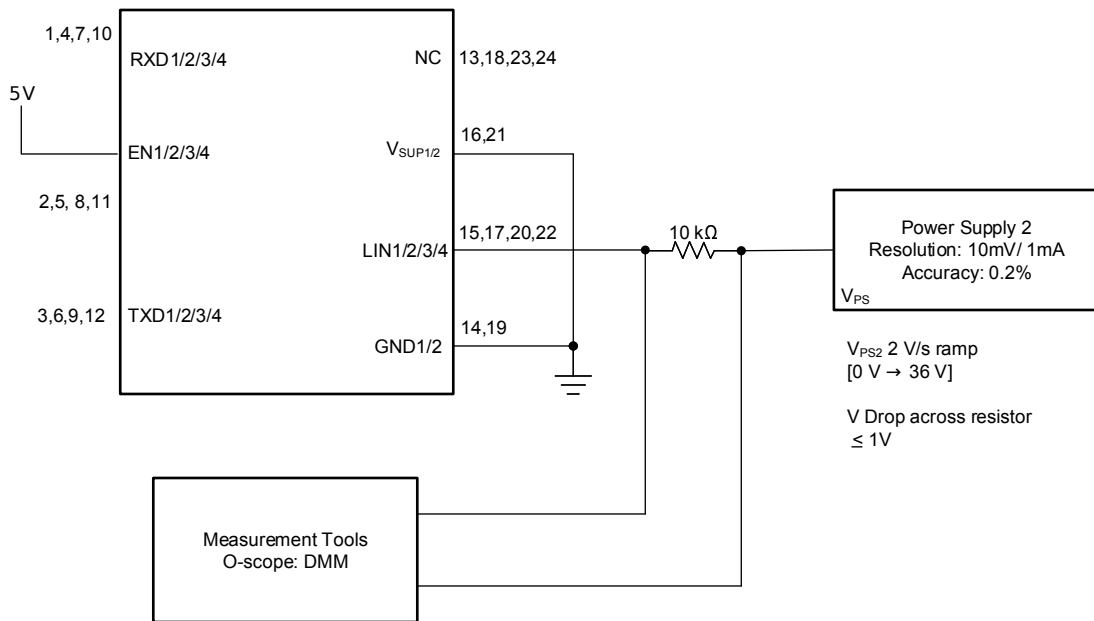 1,4,7,10
RXD1/2/3/4
NC
13,18,23,24
5V
EN1/2/3/4
VSUP1/2
16,21
2,5, 8,11
LIN1/2/3/4
15,17,20,22
10 kΩ
Power Supply 2
Resolution: 10mV/ 1mA
Accuracy: 0.2%
VPS
3,6,9,12
TXD1/2/3/4
GND1/2
14,19
VPS2 2 V/s ramp
[0 V → 36 V]
V Drop across resistor
≤ 1V
Measurement Tools
O-scope: DMM